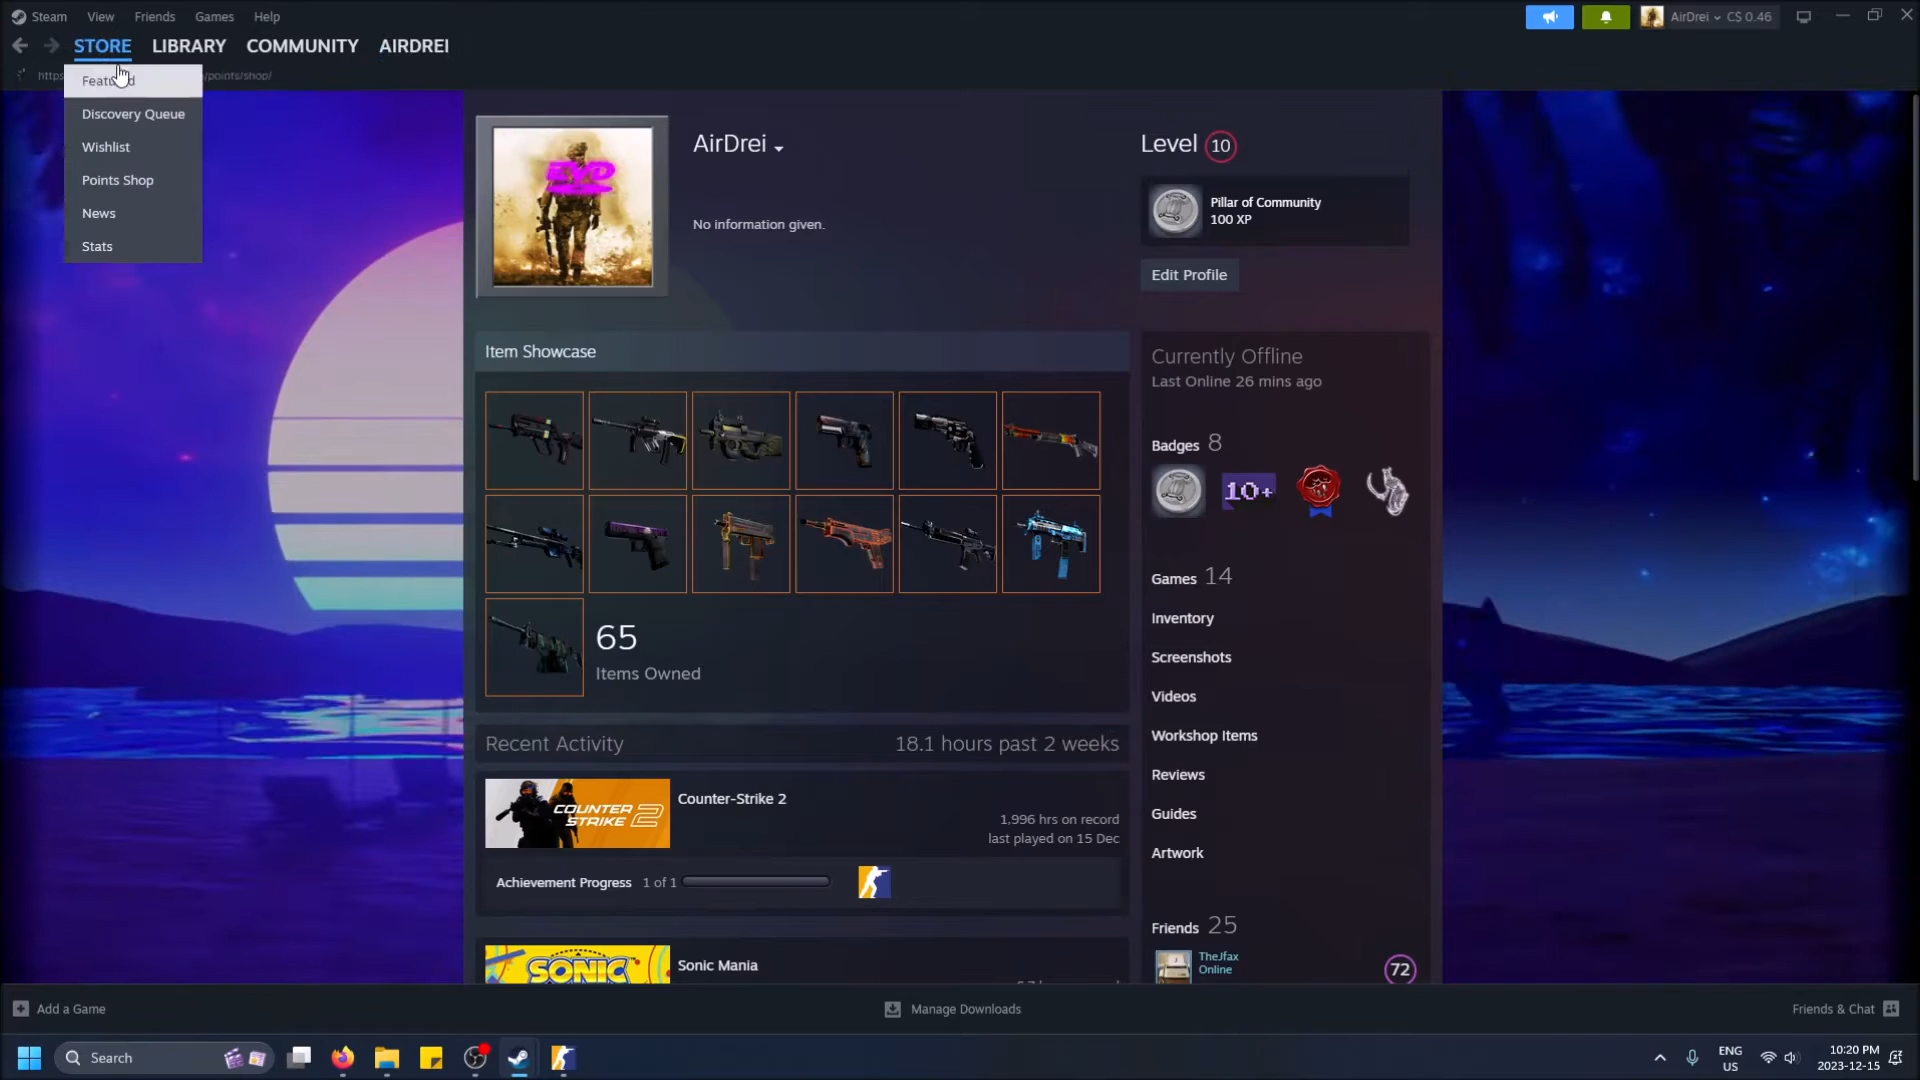 Steam View Friends Games Help
AirDrei C$ 0.46
STORE LIBRARY COMMUNITY AIRDREI
https /points/shop/
Featured
Discovery Queue
Wishlist
Points Shop
News
Stats
EYD
AirDrei
No information given.
Level 10
Pillar of Community
100 XP
Edit Profile
Item Showcase
65
Items Owned
Currently Offline
Last Online 26 mins ago
Badges 8
10+
Games 14
Inventory
Screenshots
Videos
Workshop Items
Reviews
Guides
Artwork
Friends 25
TheJfax
Online
72
Recent Activity 18.1 hours past 2 weeks
COUNTER
STRIKE 2
Counter-Strike 2
1,996 hrs on record
last played on 15 Dec
Achievement Progress 1 of 1
SONIC
Sonic Mania
Add a Game
Manage Downloads
Friends & Chat
Search
ENG
US
10:20 PM
2023-12-15